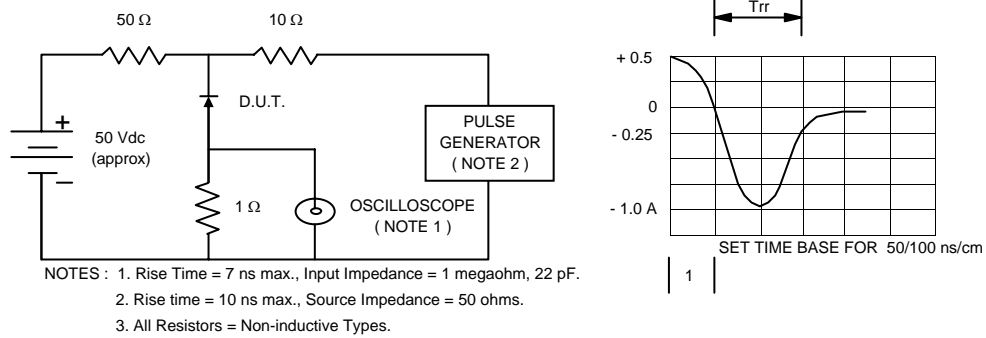 50 Ω
10 Ω
D.U.T.
+
50 Vdc
(approx)
−
1 Ω
OSCILLOSCOPE
( NOTE 1 )
PULSE
GENERATOR
( NOTE 2 )
Trr
+ 0.5
0
- 0.25
- 1.0 A
SET TIME BASE FOR 50/100 ns/cm
1
NOTES : 1. Rise Time = 7 ns max., Input Impedance = 1 megaohm, 22 pF.
2. Rise time = 10 ns max., Source Impedance = 50 ohms.
3. All Resistors = Non-inductive Types.